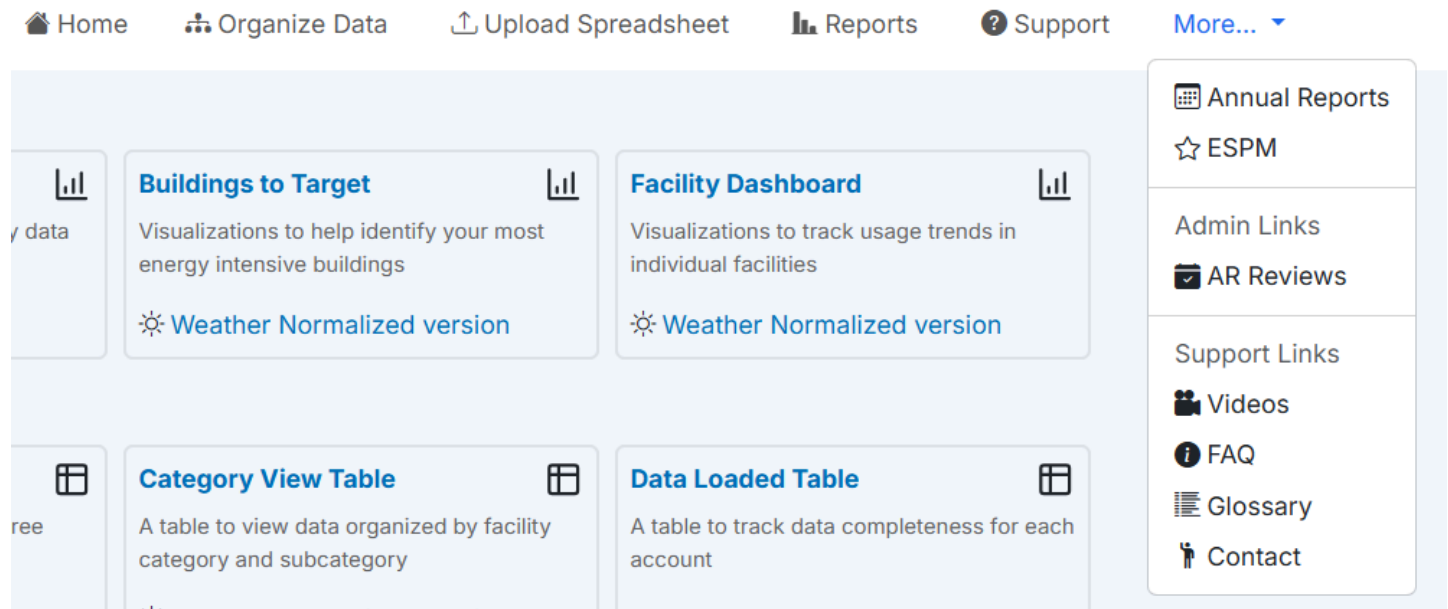 Home Organize Data Upload Spreadsheet Reports Support More...
Annual Reports
ESPM
Admin Links
AR Reviews
Support Links
Videos
FAQ
Glossary
Contact
y data
Buildings to Target
Visualizations to help identify your most
energy intensive buildings
Weather Normalized version
Facility Dashboard
Visualizations to track usage trends in
individual facilities
Weather Normalized version
ree
Category View Table
A table to view data organized by facility
category and subcategory
Data Loaded Table
A table to track data completeness for each
account